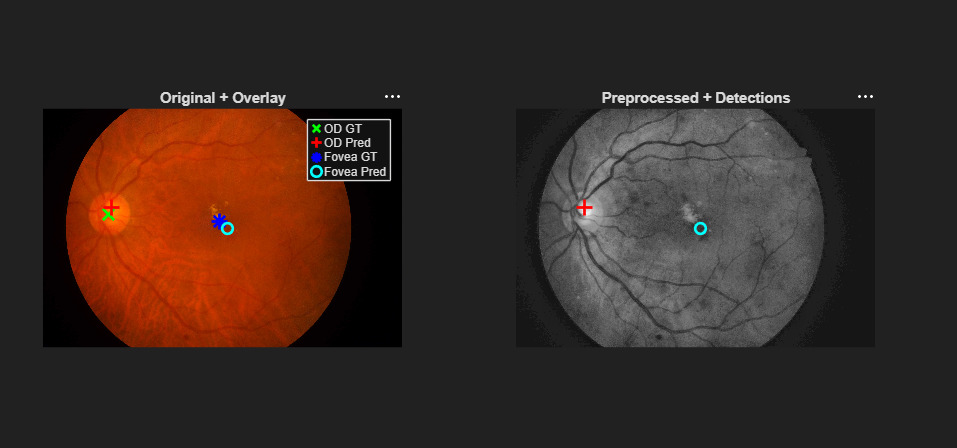 Original + Overlay
OD GT
OD Pred
Fovea GT
Fovea Pred
Preprocessed + Detections